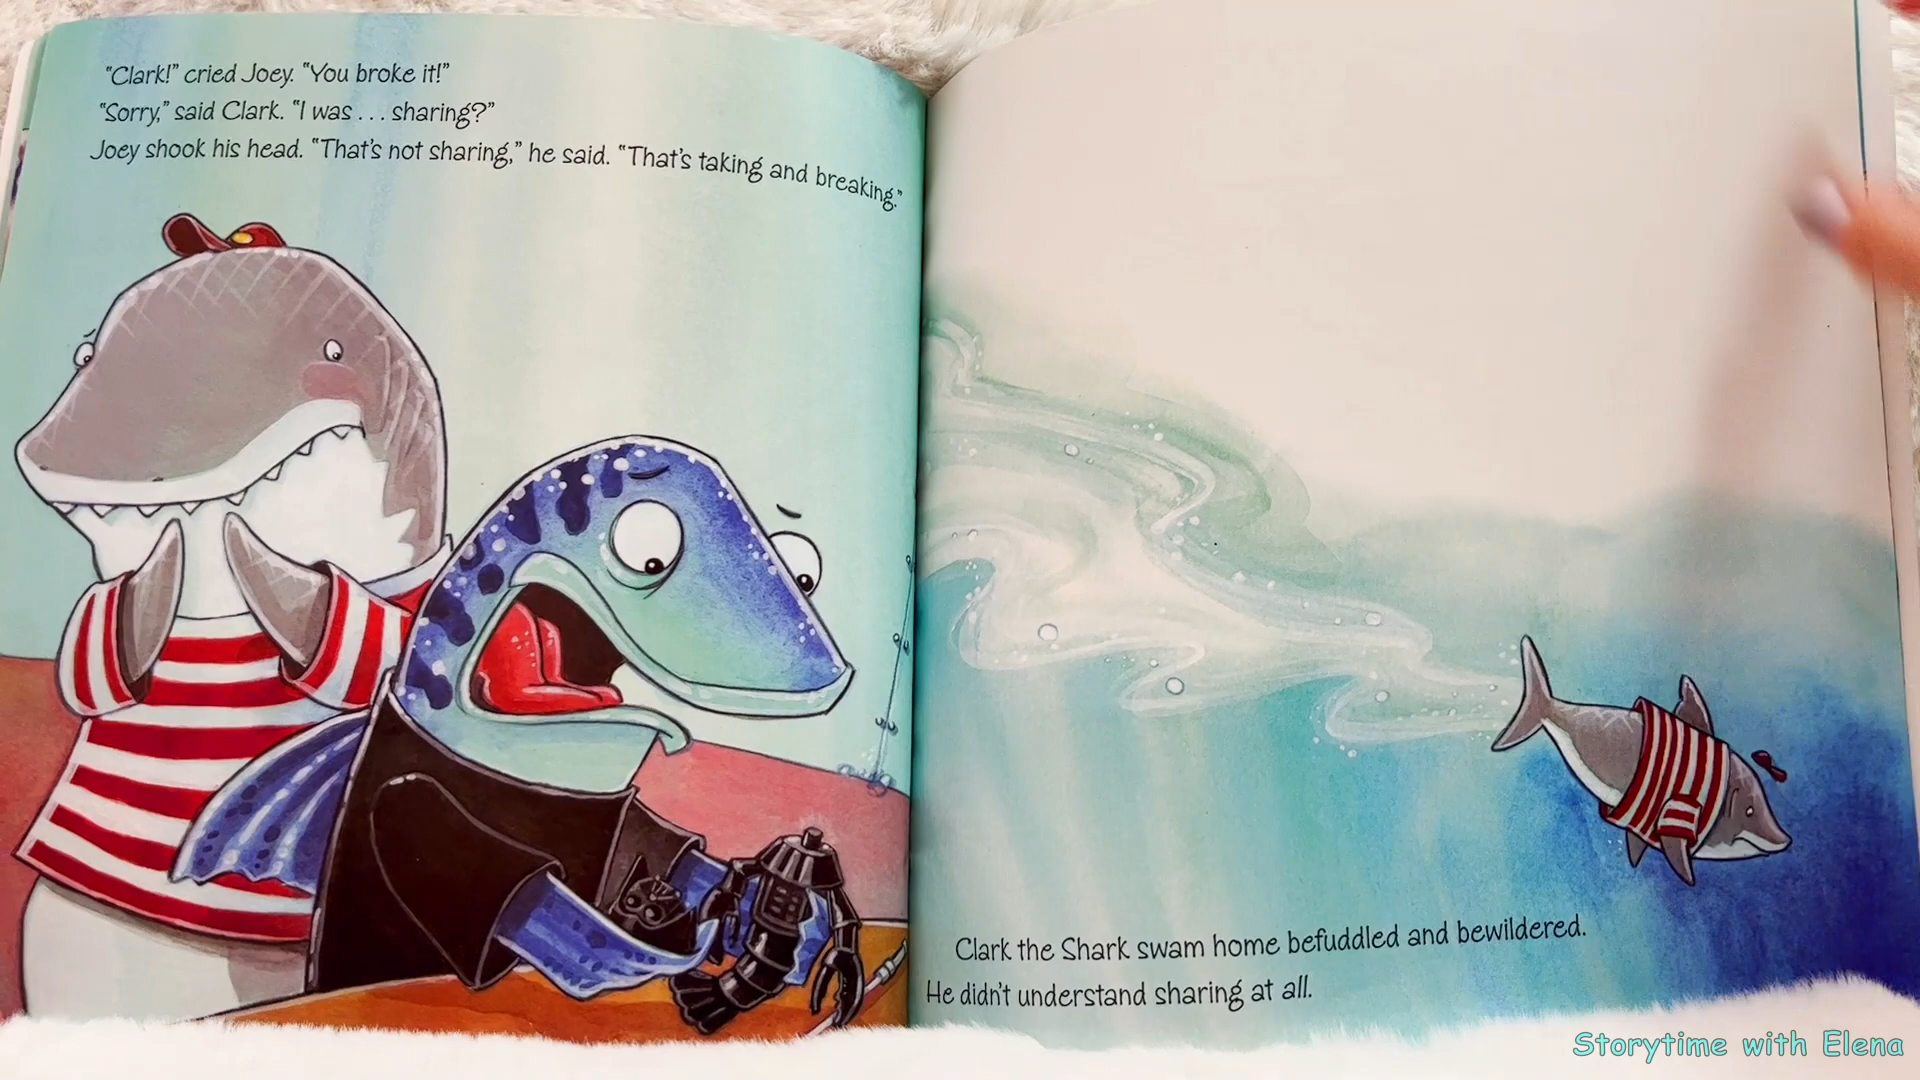 “Clark!” cried Joey. “You broke it!”
“Sorry,” said Clark. “I was . . . sharing?”
Joey shook his head. “That’s not sharing,” he said. “That’s taking and breaking.”
Clark the Shark swam home befuddled and bewildered.
He didn’t understand sharing at all.
Storytime with Elena